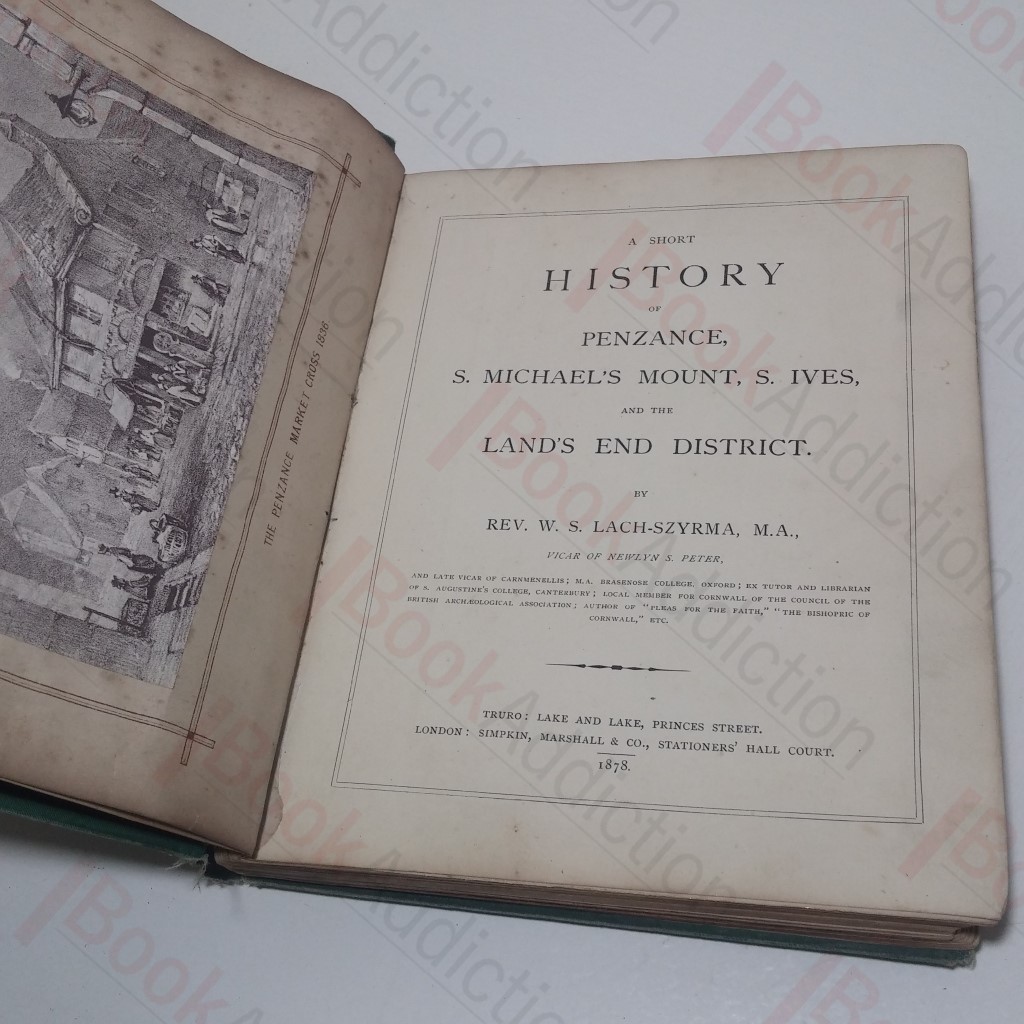 THE PENZANCE MARKET CROSS 1836
A SHORT
HISTORY
OF
PENZANCE,
S. MICHAEL'S MOUNT, S. IVES,
AND THE
LAND'S END DISTRICT.
BY
REV. W. S. LACH-SZYRMA, M.A.,
VICAR OF NEWLYN S. PETER,
AND LATE VICAR OF CARNMENELLIS; M.A. BRASENOSE COLLEGE, OXFORD; EX TUTOR AND LIBRARIAN
OF S. AUGUSTINE'S COLLEGE, CANTERBURY; LOCAL MEMBER FOR CORNWALL OF THE COUNCIL OF THE
BRITISH ARCHÆOLOGICAL ASSOCIATION; AUTHOR OF "PLEAS FOR THE FAITH," "THE BISHOPRIC OF
CORNWALL," ETC.
TRURO: LAKE AND LAKE, PRINCES STREET.
LONDON: SIMPKIN, MARSHALL & CO., STATIONERS' HALL COURT.
1878.
BookAddiction